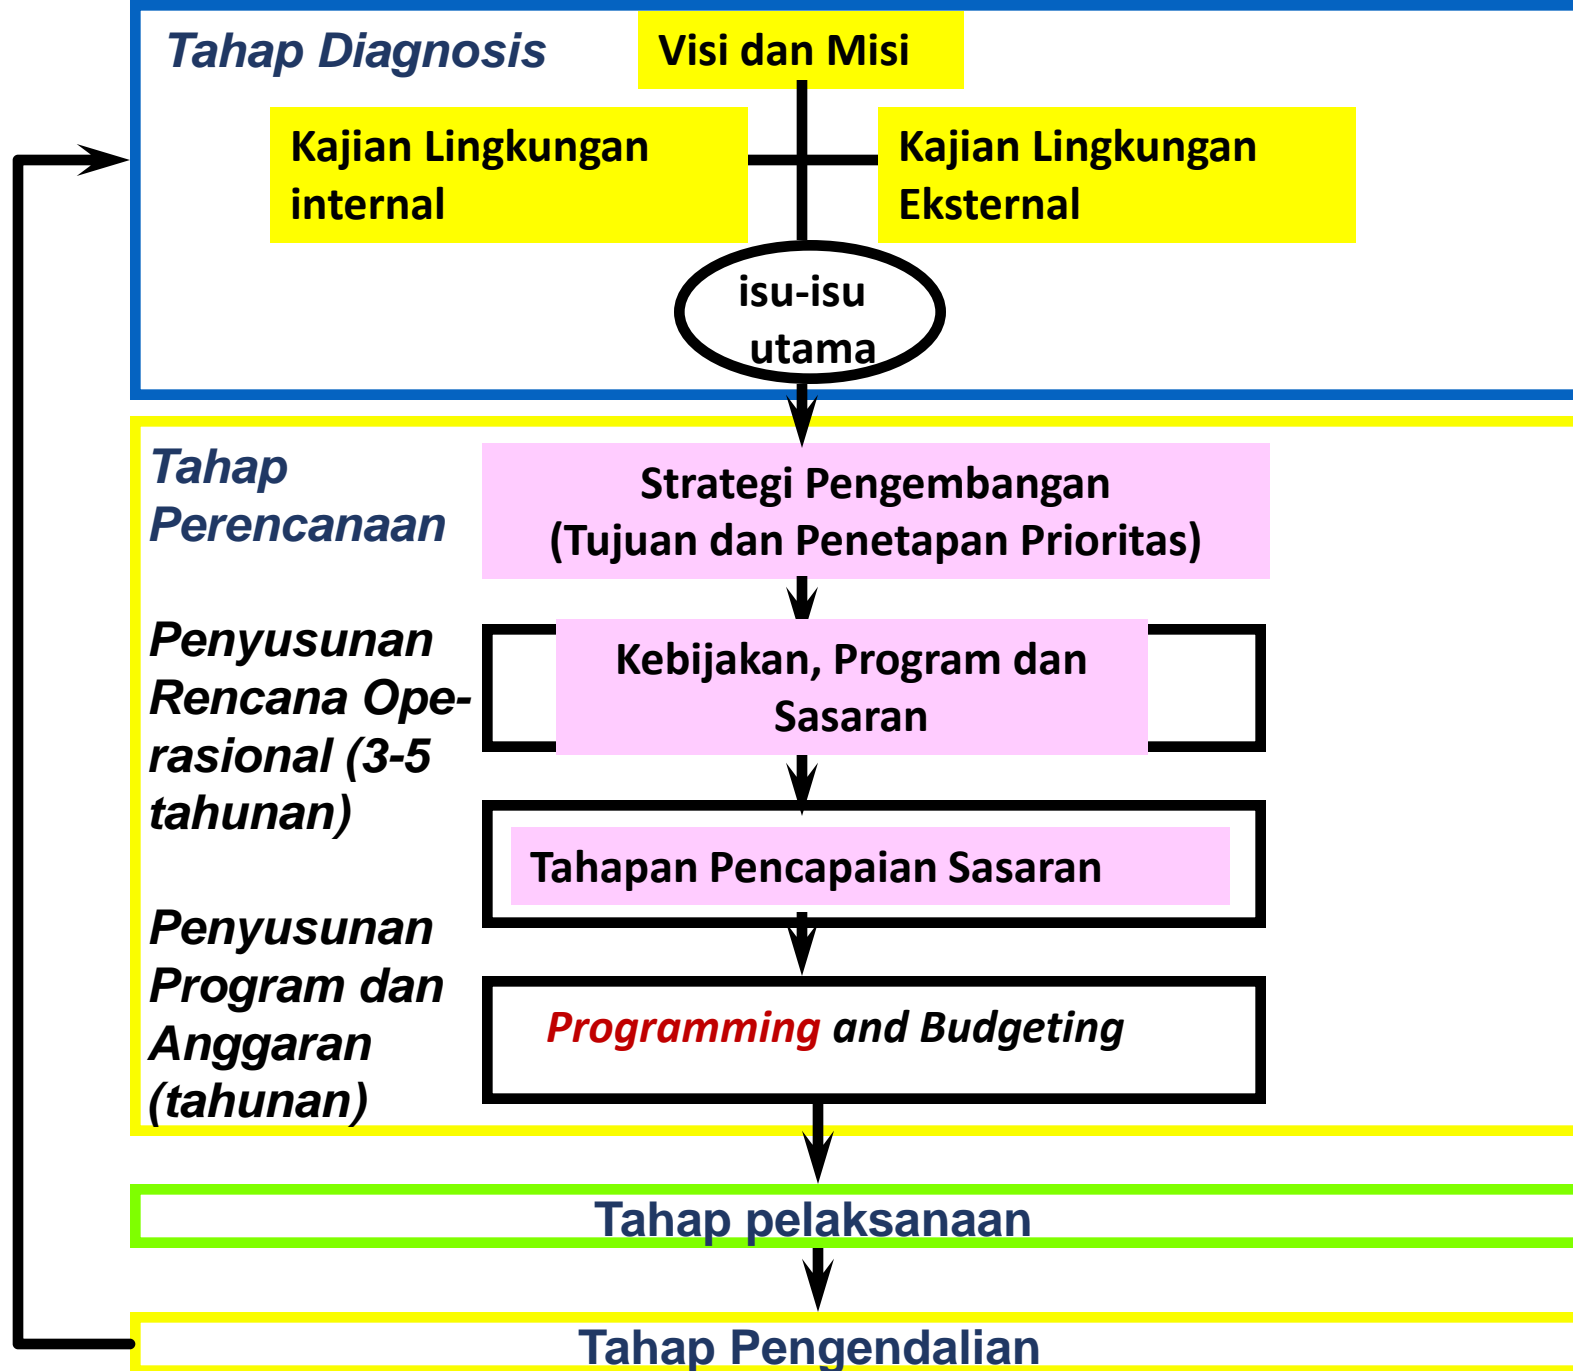 Tahap Diagnosis
Visi dan Misi
Kajian Lingkungan
internal
Kajian Lingkungan
Eksternal
isu-isu
utama
Tahap
Perencanaan
Strategi Pengembangan
(Tujuan dan Penetapan Prioritas)
Penyusunan
Rencana Ope-
rasional (3-5
tahunan)
Kebijakan, Program dan
Sasaran
Tahapan Pencapaian Sasaran
Penyusunan
Program dan
Anggaran
(tahunan)
Programming and Budgeting
Tahap pelaksanaan
Tahap Pengendalian